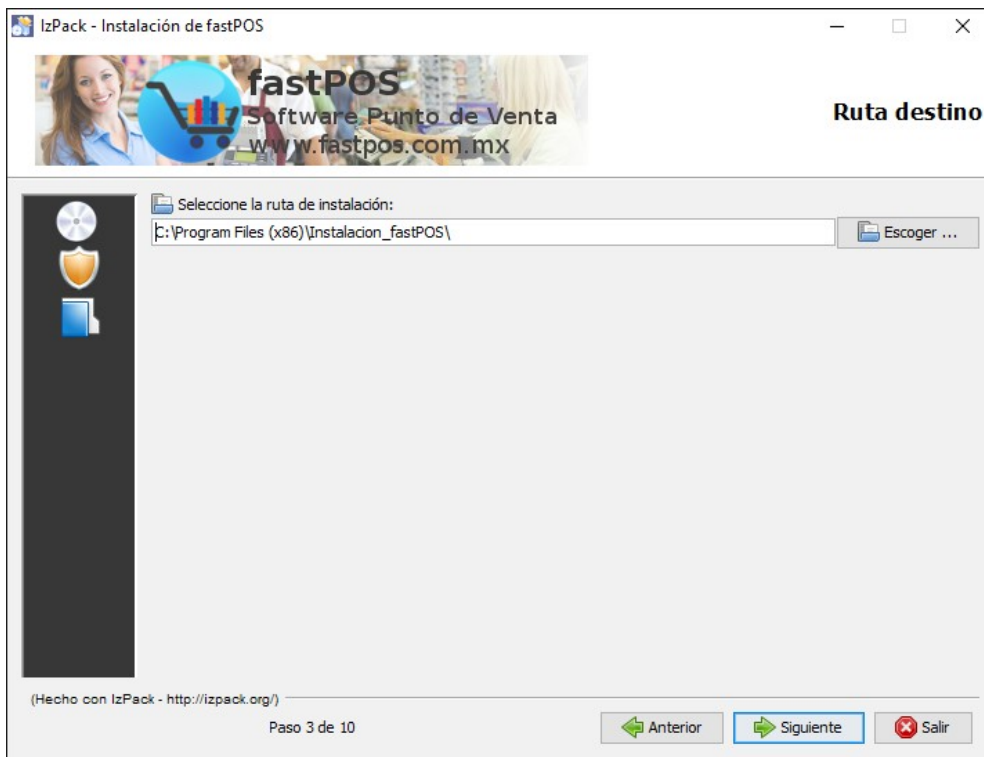 IzPack - Instalación de fastPOS
fastPOS
Software Punto de Venta
www.fastpos.com.mx
Ruta destino
Seleccione la ruta de instalación:
C:\Program Files (x86)\Instalacion_fastPOS\
Escoger ...
(Hecho con IzPack - http://izpack.org/)
Paso 3 de 10
Anterior
Siguiente
Salir